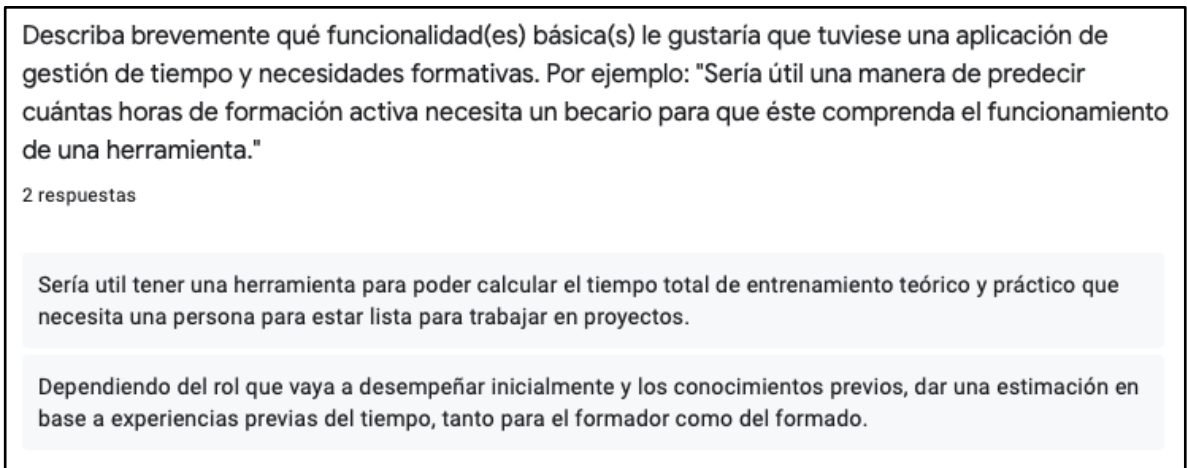 Describa brevemente qué funcionalidad(es) básica(s) le gustaría que tuviese una aplicación de
gestión de tiempo y necesidades formativas. Por ejemplo: "Sería útil una manera de predecir
cuántas horas de formación activa necesita un becario para que éste comprenda el funcionamiento
de una herramienta."
2 respuestas
Sería util tener una herramienta para poder calcular el tiempo total de entrenamiento teórico y práctico que
necesita una persona para estar lista para trabajar en proyectos.
Dependiendo del rol que vaya a desempeñar inicialmente y los conocimientos previos, dar una estimación en
base a experiencias previas del tiempo, tanto para el formador como del formado.